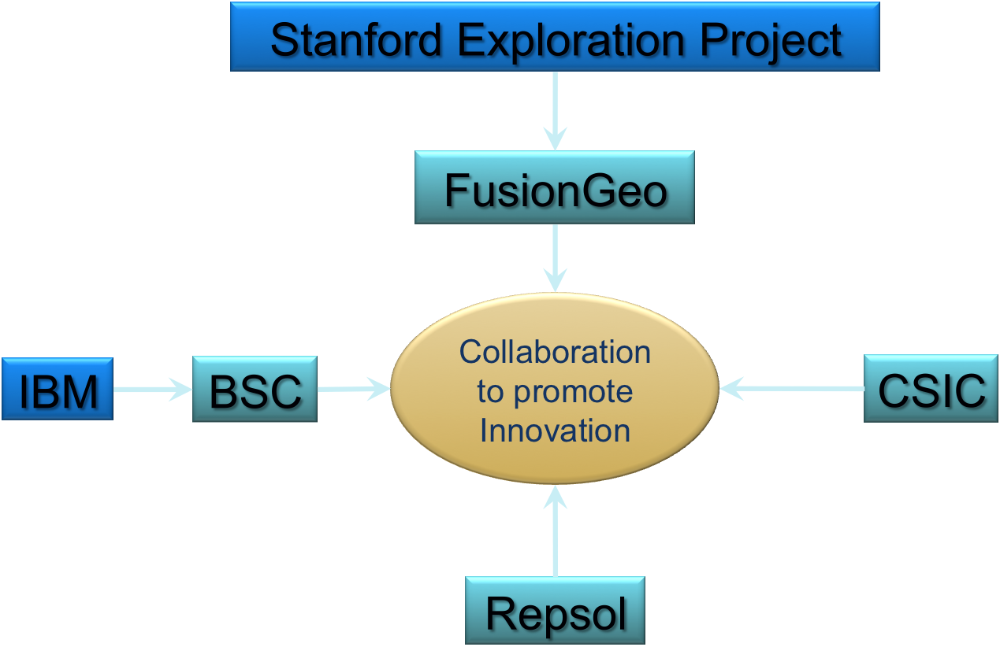 Stanford Exploration Project
FusionGeo
Collaboration
to promote
Innovation
IBM
BSC
CSIC
Repsol